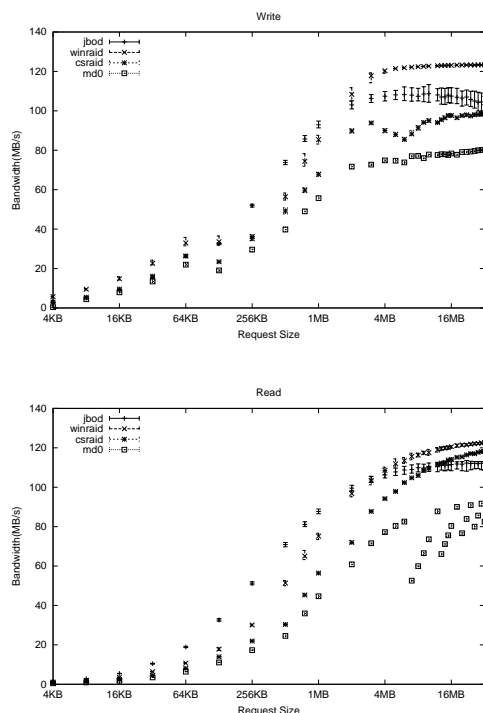 Write
140
120
100
80
60
40
20
0
Bandwidth(MB/s)
jbod
winraid
csraid
md0
4KB 16KB 64KB 256KB 1MB 4MB 16MB
Request Size
Read
140
120
100
80
60
40
20
0
Bandwidth(MB/s)
jbod
winraid
csraid
md0
4KB 16KB 64KB 256KB 1MB 4MB 16MB
Request Size